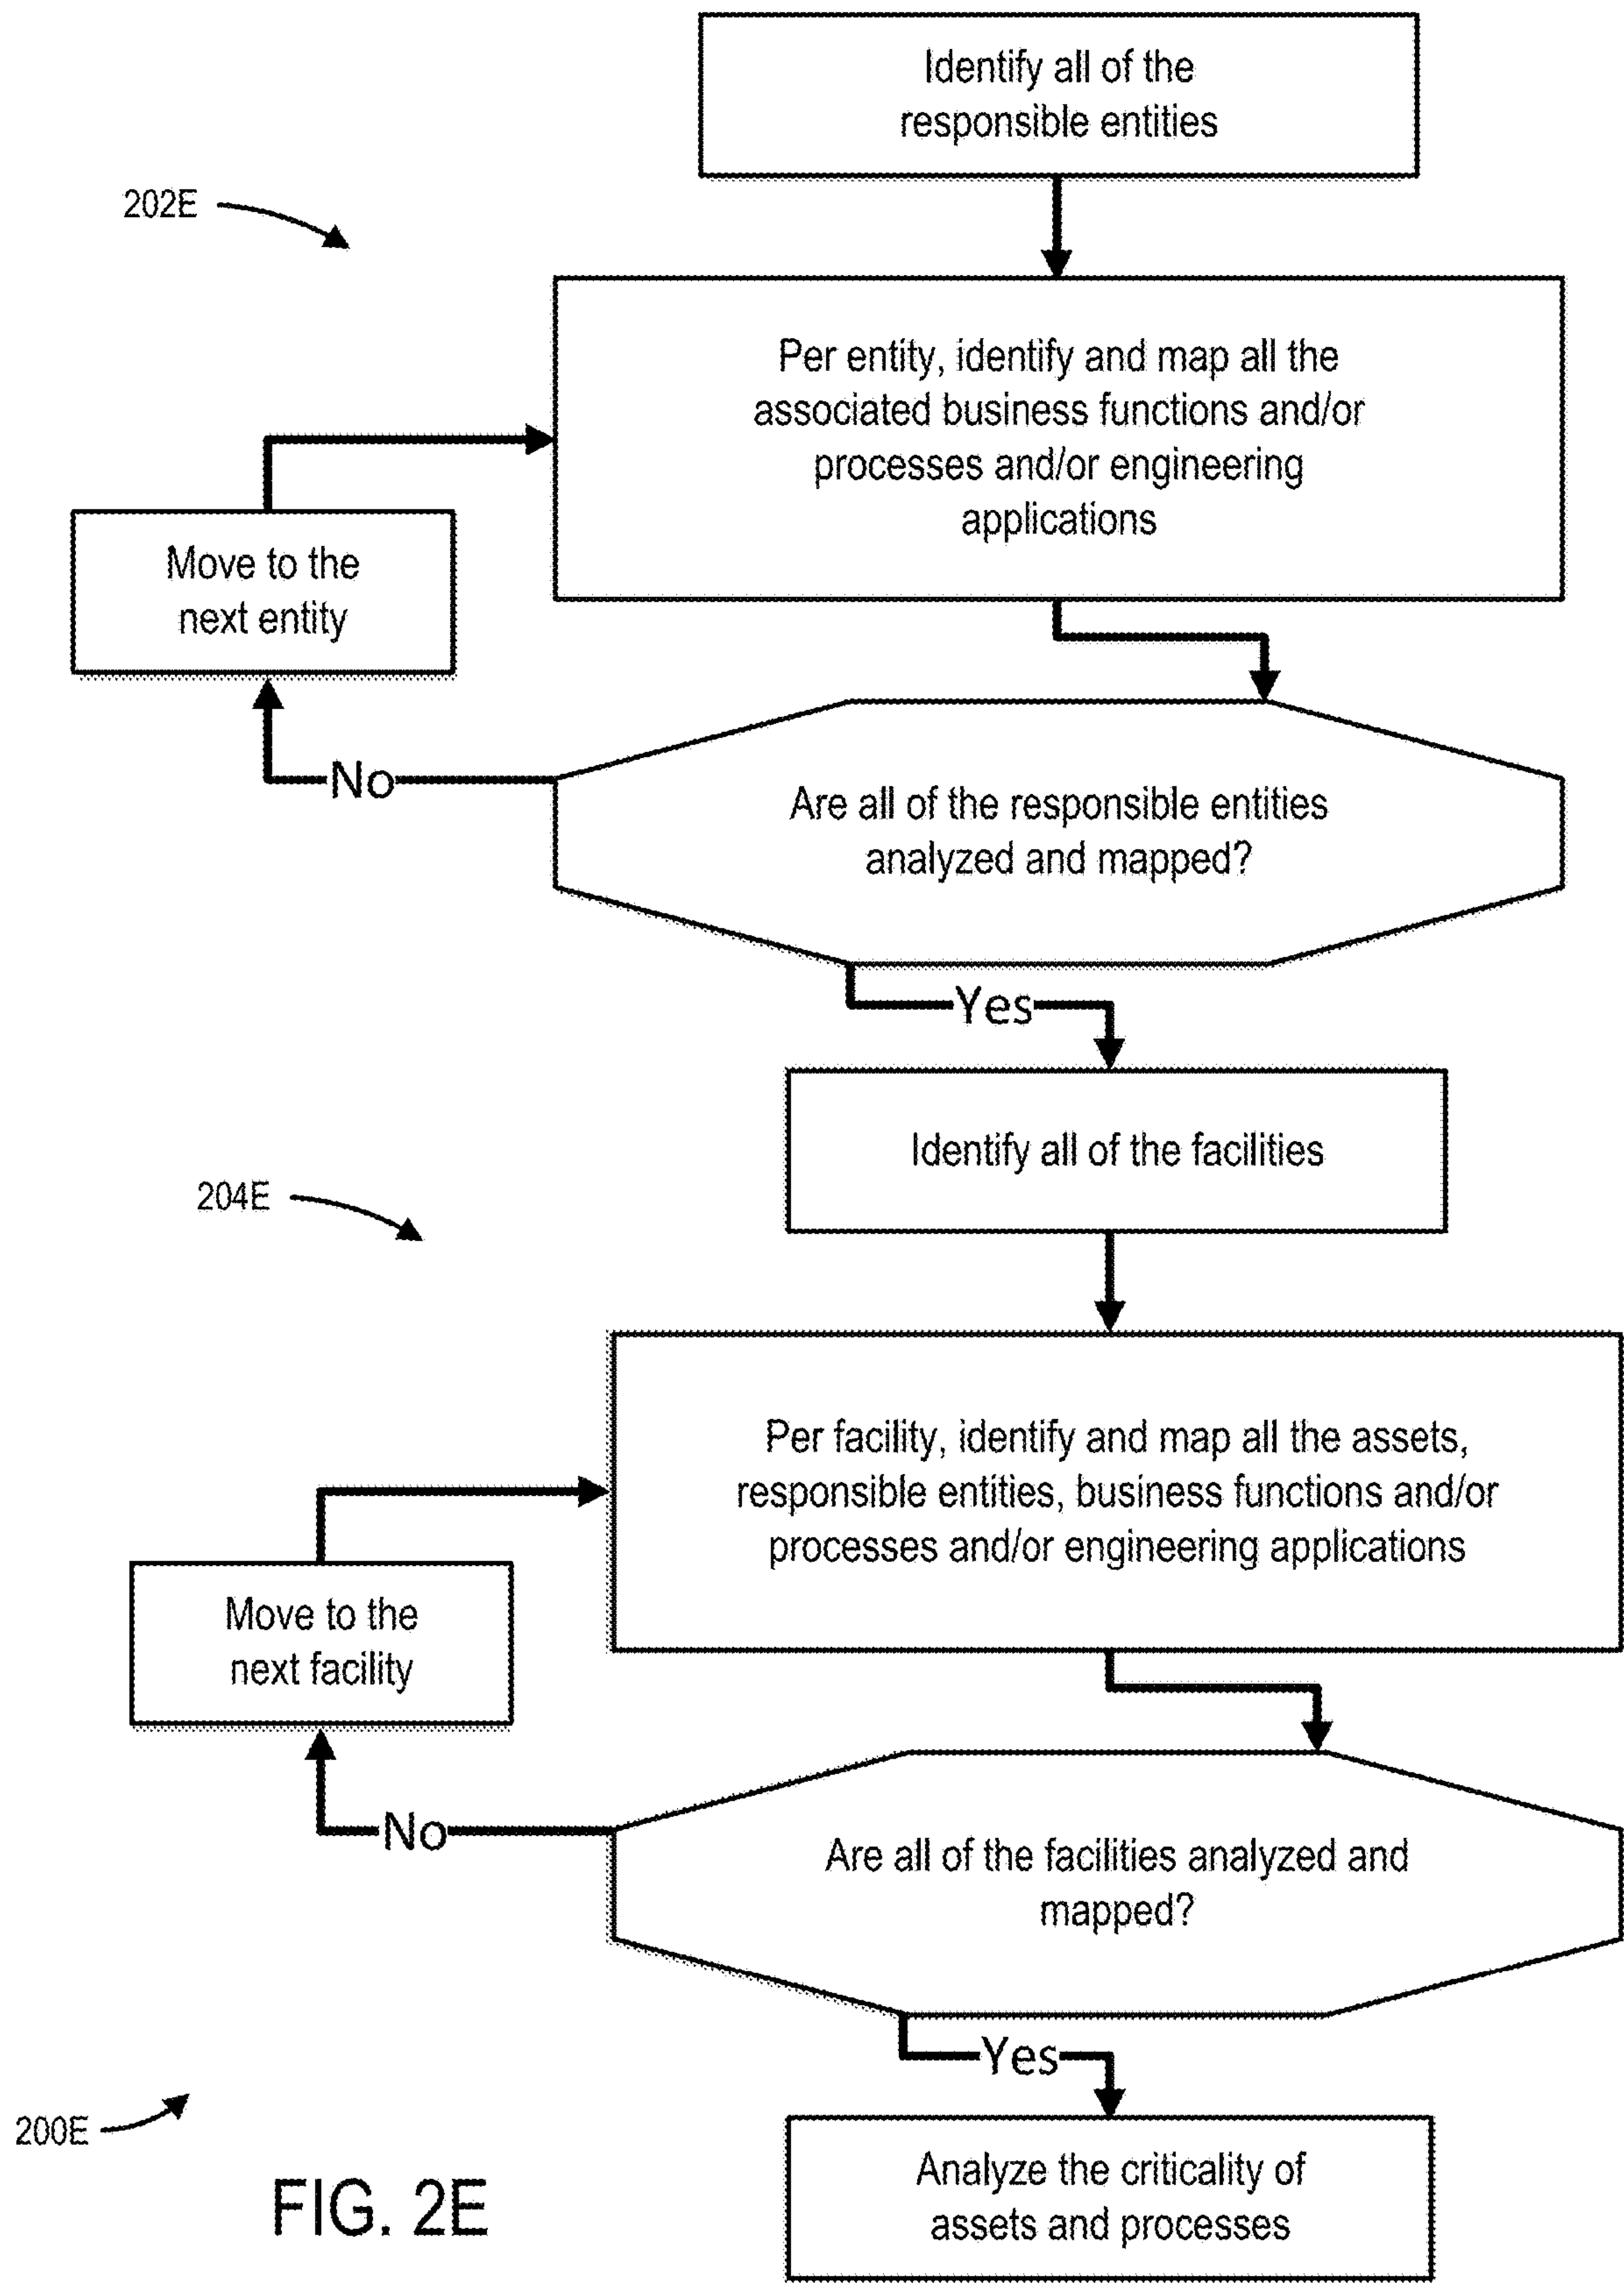 Identify all of the
responsible entities
202E
Per entity, identify and map all the
associated business functions and/or
processes and/or engineering
applications
Move to the
next entity
No
Are all of the responsible entities
analyzed and mapped?
Yes
Identify all of the facilities
204E
Per facility, identify and map all the assets,
responsible entities, business functions and/or
processes and/or engineering applications
Move to the
next facility
No
Are all of the facilities analyzed and
mapped?
Yes
200E
Analyze the criticality of
assets and processes
FIG. 2E